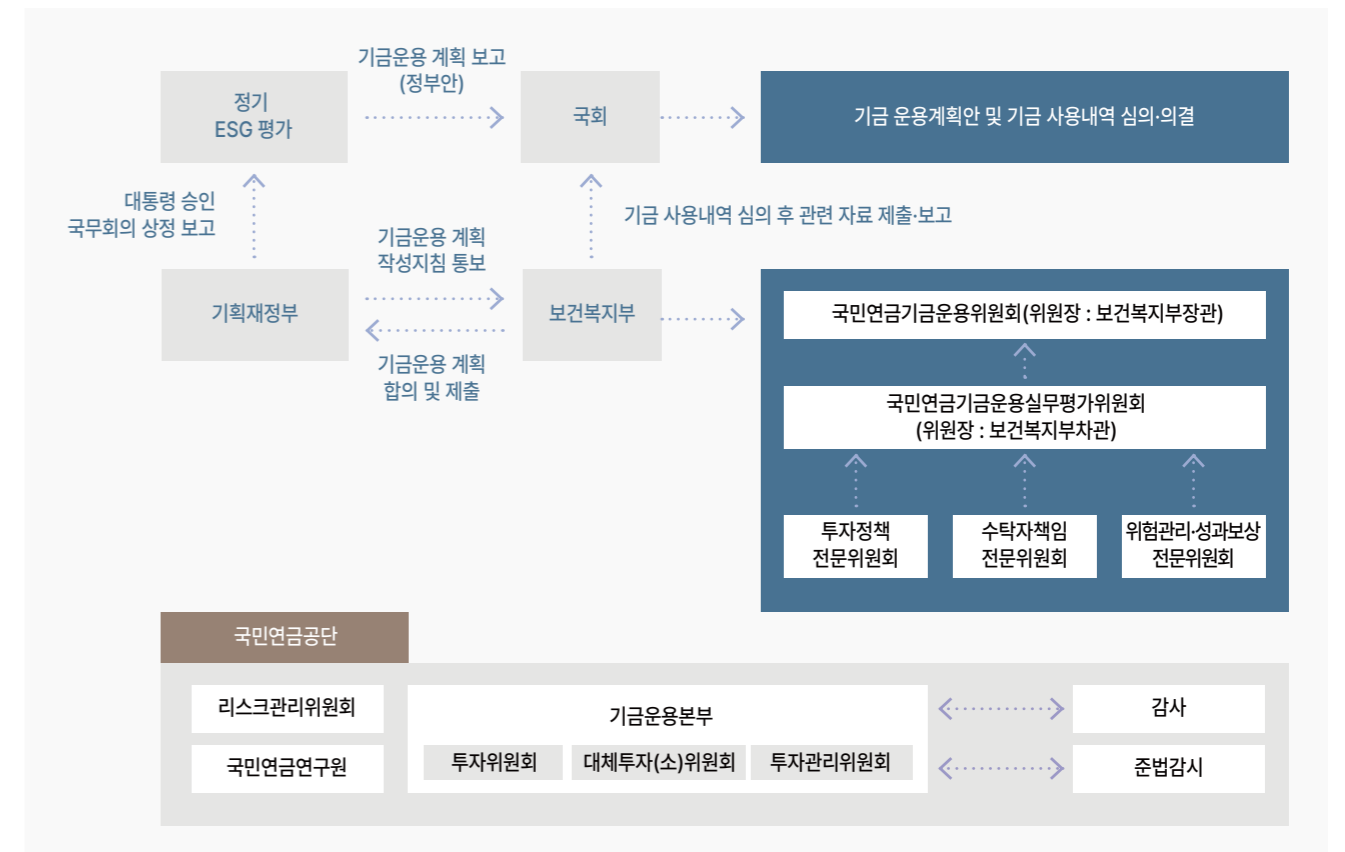 기금운용 계획 보고
(정부안)
정기
ESG 평가
국회
기금 운용계획안 및 기금 사용내역 심의·의결
대통령 승인
국무회의 상정 보고
기금 사용내역 심의 후 관련 자료 제출·보고
기금운용 계획
작성지침 통보
기획재정부
보건복지부
기금운용 계획
합의 및 제출
국민연금기금운용위원회(위원장 : 보건복지부장관)
국민연금기금운용실무평가위원회
(위원장 : 보건복지부차관)
투자정책
전문위원회
수탁자책임
전문위원회
위험관리·성과보상
전문위원회
국민연금공단
리스크관리위원회
국민연금연구원
기금운용본부
투자위원회
대체투자(소)위원회
투자관리위원회
감사
준법감시